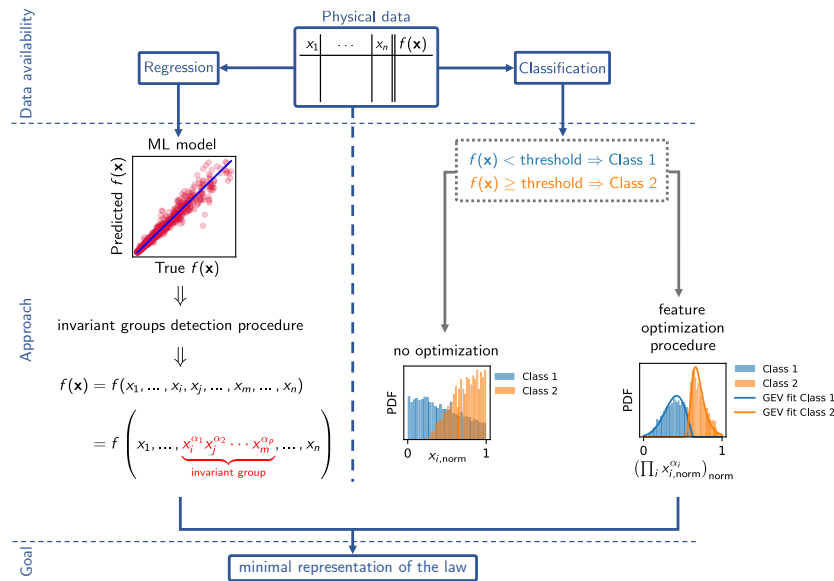 Data availability
Physical data
x₁ ⋯ xₙ f(𝐱)
Regression
Classification
Approach
ML model
Predicted f(𝐱)
True f(𝐱)
⇓
invariant groups detection procedure
⇓
f(𝐱) = f(x₁, ... , xᵢ, xⱼ, ... , xₘ, ... , xₙ)
= f (x₁, ... , xᵢ^α₁ xⱼ^α₂ ⋯ xₘ^αₚ, ... , xₙ)
invariant group
f(𝐱) < threshold ⇒ Class 1
f(𝐱) ≥ threshold ⇒ Class 2
no optimization
PDF
Class 1
Class 2
0 1
x_{i,norm}
feature
optimization
procedure
PDF
Class 1
Class 2
GEV fit Class 1
GEV fit Class 2
0 1
(∏ᵢ x_{i,norm}^{αᵢ})_{norm}
Goal
minimal representation of the law